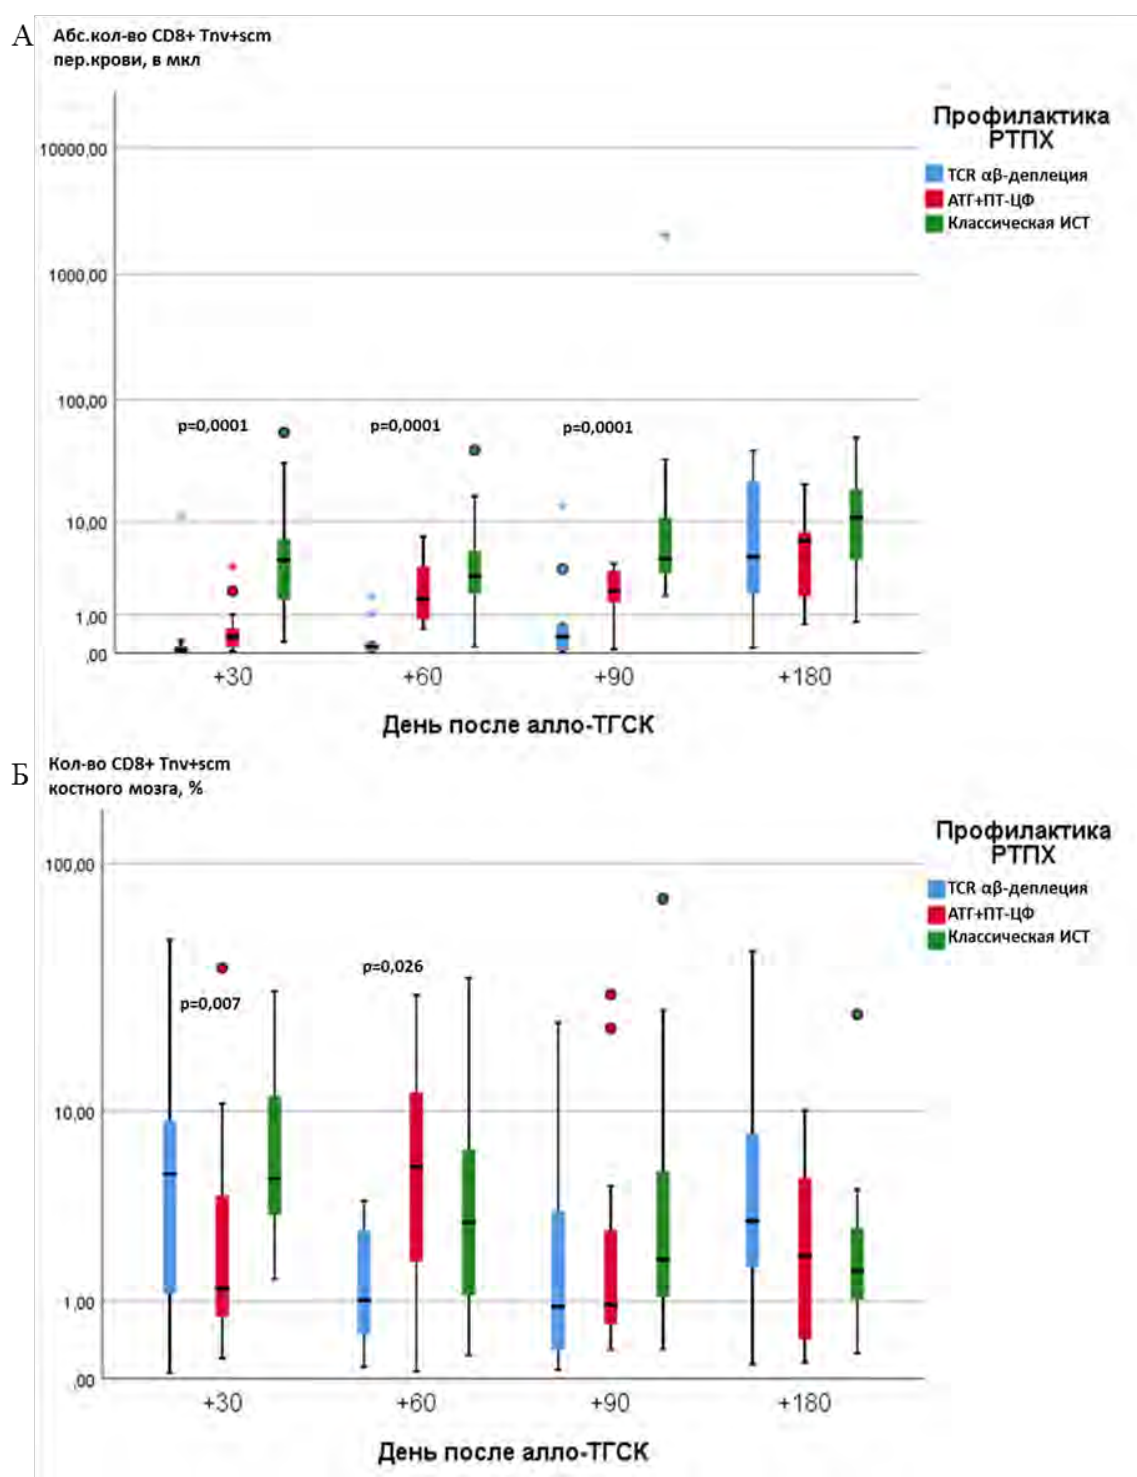 А
Абс.кол-во CD8+ Tnv+scm
пер.крови, в мкл
Профилактика
РТПХ
TCR αβ-деплеция
АТГ+ПТ-ЦФ
Классическая ИСТ
10000,00
1000,00
100,00
10,00
1,00
,00
p=0,0001
p=0,0001
p=0,0001
+30
+60
+90
+180
День после алло-ТГСК
Б
Кол-во CD8+ Tnv+scm
костного мозга, %
Профилактика
РТПХ
TCR αβ-деплеция
АТГ+ПТ-ЦФ
Классическая ИСТ
100,00
10,00
1,00
,00
p=0,007
p=0,026
+30
+60
+90
+180
День после алло-ТГСК